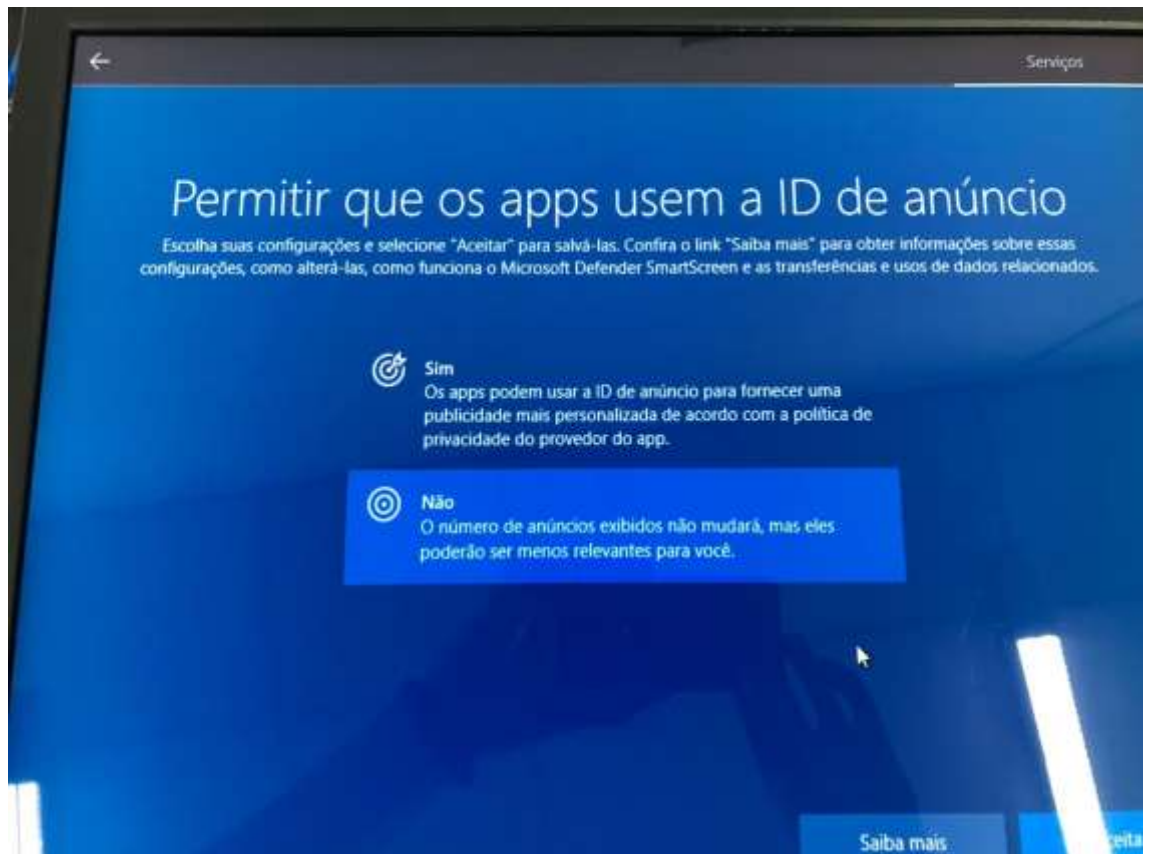 Serviços
Permitir que os apps usem a ID de anúncio
Escolha suas configurações e selecione "Aceitar" para salvá-las. Confira o link "Saiba mais" para obter informações sobre essas
configurações, como alterá-las, como funciona o Microsoft Defender SmartScreen e as transferências e usos de dados relacionados.
Sim
Os apps podem usar a ID de anúncio para fornecer uma
publicidade mais personalizada de acordo com a política de
privacidade do provedor do app.
Não
O número de anúncios exibidos não mudará, mas eles
poderão ser menos relevantes para você.
Saiba mais